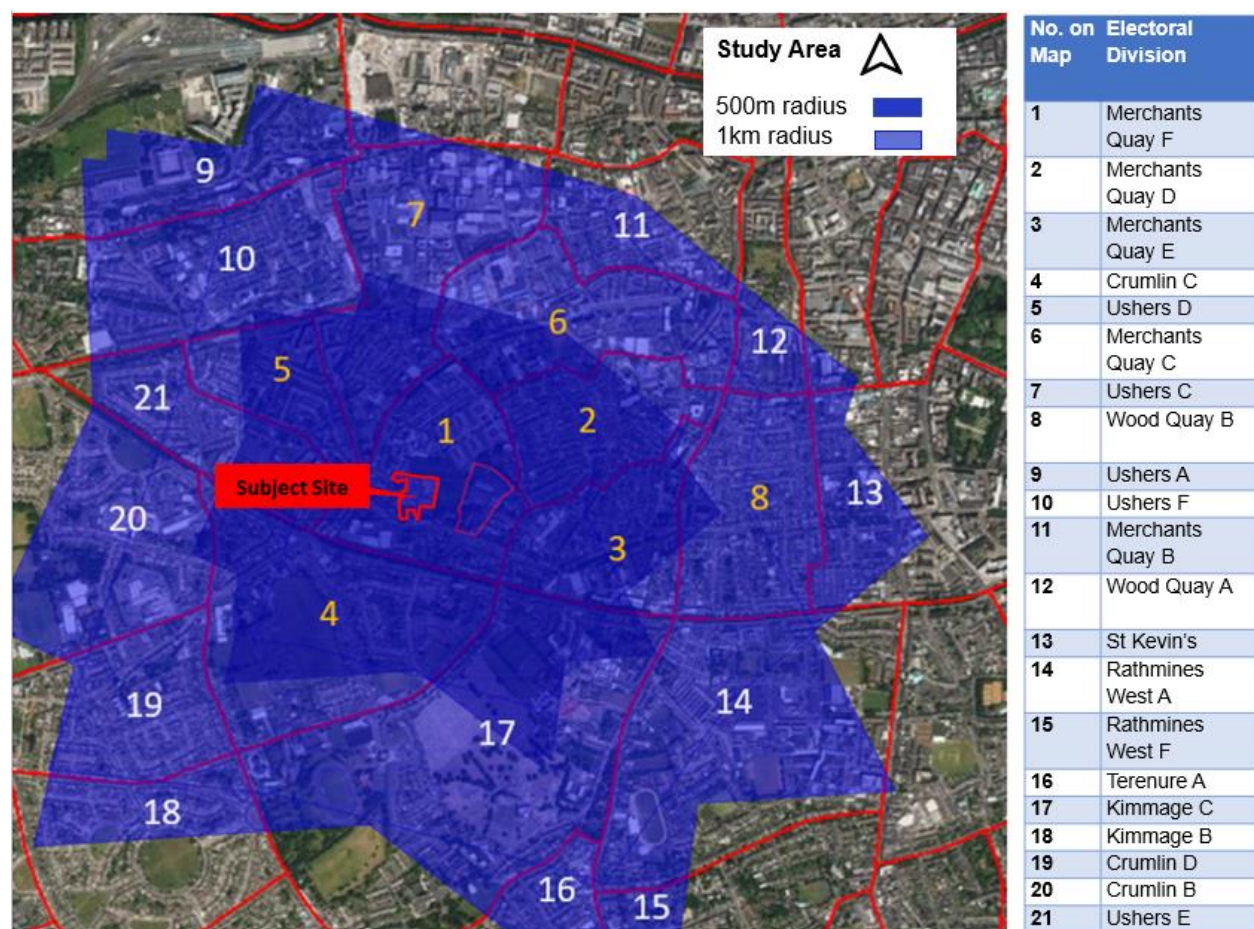 Study Area
500m radius
1km radius
9
7
11
10
6
12
5
21
2
1
Subject Site
8
13
20
3
4
19
14
17
18
16
15
No. on Electoral
Map Division
1 Merchants
Quay F
2 Merchants
Quay D
3 Merchants
Quay E
4 Crumlin C
5 Ushers D
6 Merchants
Quay C
7 Ushers C
8 Wood Quay B
9 Ushers A
10 Ushers F
11 Merchants
Quay B
12 Wood Quay A
13 St Kevin's
14 Rathmines
West A
15 Rathmines
West F
16 Terenure A
17 Kimmage C
18 Kimmage B
19 Crumlin D
20 Crumlin B
21 Ushers E